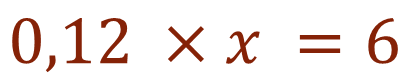 0,12 × x = 6